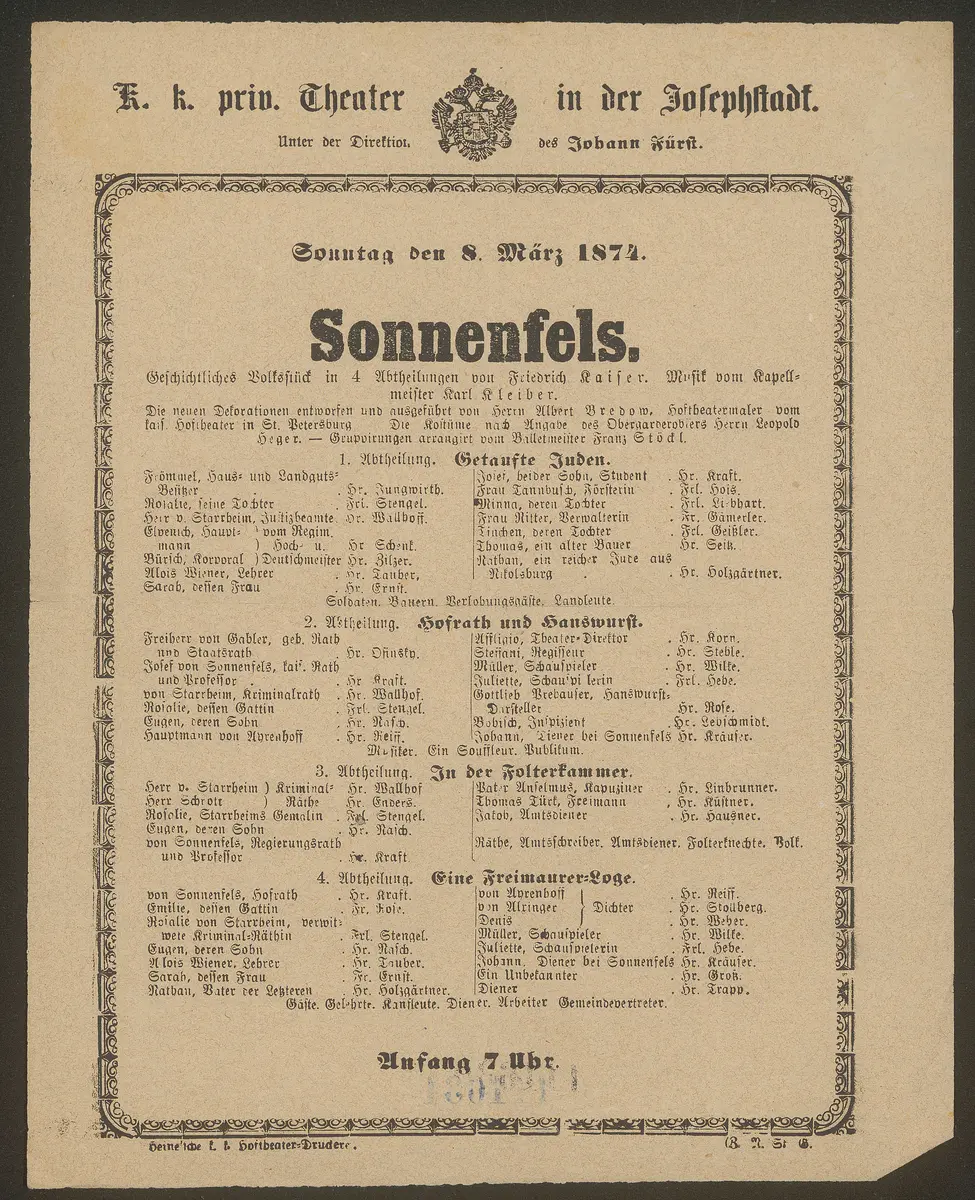 K. k. priv. Theater in der Josephstadt.
Unter der Direktion des Johann Fürst.
Sonntag den 8. März 1874.
Sonnenfels.
Geschichtliches Volksstück in 4 Abtheilungen von Friedrich Kaiser. Musik vom Kapell-
meister Karl Kleiber.
Die neuen Dekorationen entworfen und ausgeführt von Herrn Albert Bredow, Hoftheatermaler vom
kais. Hoftheater in St. Petersburg Die Kostüme nach Angabe des Obergarderobiers Herrn Leopold
Heger. — Gruppirungen arrangirt vom Balletmeister Franz Stöckl.
1. Abtheilung. Getaufte Juden.
Frömmel, Haus- und Landguts-
Besitzer . Hr. Jungwirth.
Rosalie, seine Tochter . Frl. Stengel.
Herr v. Starrheim, Justizbeamte Hr. Wallhoff.
Elvenich, Haupt- ) vom Regim.
mann ) Hoch- u. Hr Schenk.
Bürsch, Korporal ) Deutschmeister Hr. Zilzer.
Alois Wiener, Lehrer . Hr. Tauber,
Sarah, dessen Frau . Fr. Ernst.
Josef, beider Sohn, Student . Hr. Kraft.
Frau Tannbusch, Försterin . Frl. Hois.
Minna, deren Tochter . Frl. Liebhart.
Frau Ritter, Verwalterin . Fr. Gämerler.
Tinchen, deren Tochter . Frl. Geißler.
Thomas, ein alter Bauer . Hr. Seitz.
Nathan, ein reicher Jude aus
Nikolsburg . . Hr. Holzgärtner.
Soldaten. Bauern. Verlobungsgäste. Landleute.
2. Abtheilung. Hofrath und Hanswurst.
Freiherr von Gabler, geh. Rath
und Staatsrath . Hr. Osinsky.
Josef von Sonnenfels, kais. Rath
und Professor . . Hr Kraft.
von Starrheim, Kriminalrath . Hr. Wallhof.
Rosalie, dessen Gattin . Frl. Stengel.
Eugen, deren Sohn . Hr. Rasch.
Hauptmann von Ayrenhoff . Hr. Reiff.
Affligio, Theater-Direktor . Hr. Korn.
Steffani, Regisseur . Hr. Steble.
Müller, Schauspieler . Hr. Wilke.
Juliette, Schauspielerin . Frl. Hebe.
Gottlieb Prehauser, Hanswurst-
Darsteller Hr. Rose.
Bobisch, Inspizient . Hr. Lebschmidt.
Johann, Diener bei Sonnenfels Hr. Kräuser.
Musiker. Ein Souffleur. Publikum.
3. Abtheilung. In der Folterkammer.
Herr v. Starrheim ) Kriminal- Hr. Wallhof
Herr Schrott ) Räthe Hr. Enders.
Rosalie, Starrheims Gemalin . Frl. Stengel.
Eugen, deren Sohn . Hr. Rasch.
von Sonnenfels, Regierungsrath
und Professor . Hr. Kraft
Pater Anselmus, Kapuziner . Hr. Linbrunner.
Thomas Türk, Freimann . Hr. Küstner.
Jakob, Amtsdiener . Hr. Hausner.
Räthe, Amtschreiber. Amtsdiener. Folterknechte. Volk.
4. Abtheilung. Eine Freimaurer-Loge.
von Sonnenfels, Hofrath . Hr. Kraft.
Emilie, dessen Gattin . Fr. Rose.
Rosalie von Starrheim, verwit-
wete Kriminal-Räthin . Frl. Stengel.
Eugen, deren Sohn . Hr. Rasch.
Alois Wiener, Lehrer . Hr. Tauber.
Sarah, dessen Frau . Fr. Ernst.
Nathan, Vater der Letzteren . Hr. Holzgärtner.
von Ayrenhoff . Hr. Reiff.
von Alringer } Dichter . Hr. Stolberg.
Denis . Hr. Weber.
Müller, Schauspieler . Hr. Wilke.
Juliette, Schauspielerin . Frl. Hebe.
Johann, Diener bei Sonnenfels Hr. Kräuser.
Ein Unbekannter . Hr. Groß.
Diener . Hr. Trapp.
Gäste. Gelehrte. Kaufleute. Diener. Arbeiter Gemeindevertreter.
Anfang 7 Uhr.
Heine'sche k. k. Hoftheater-Druckere.
(B. N. St G.